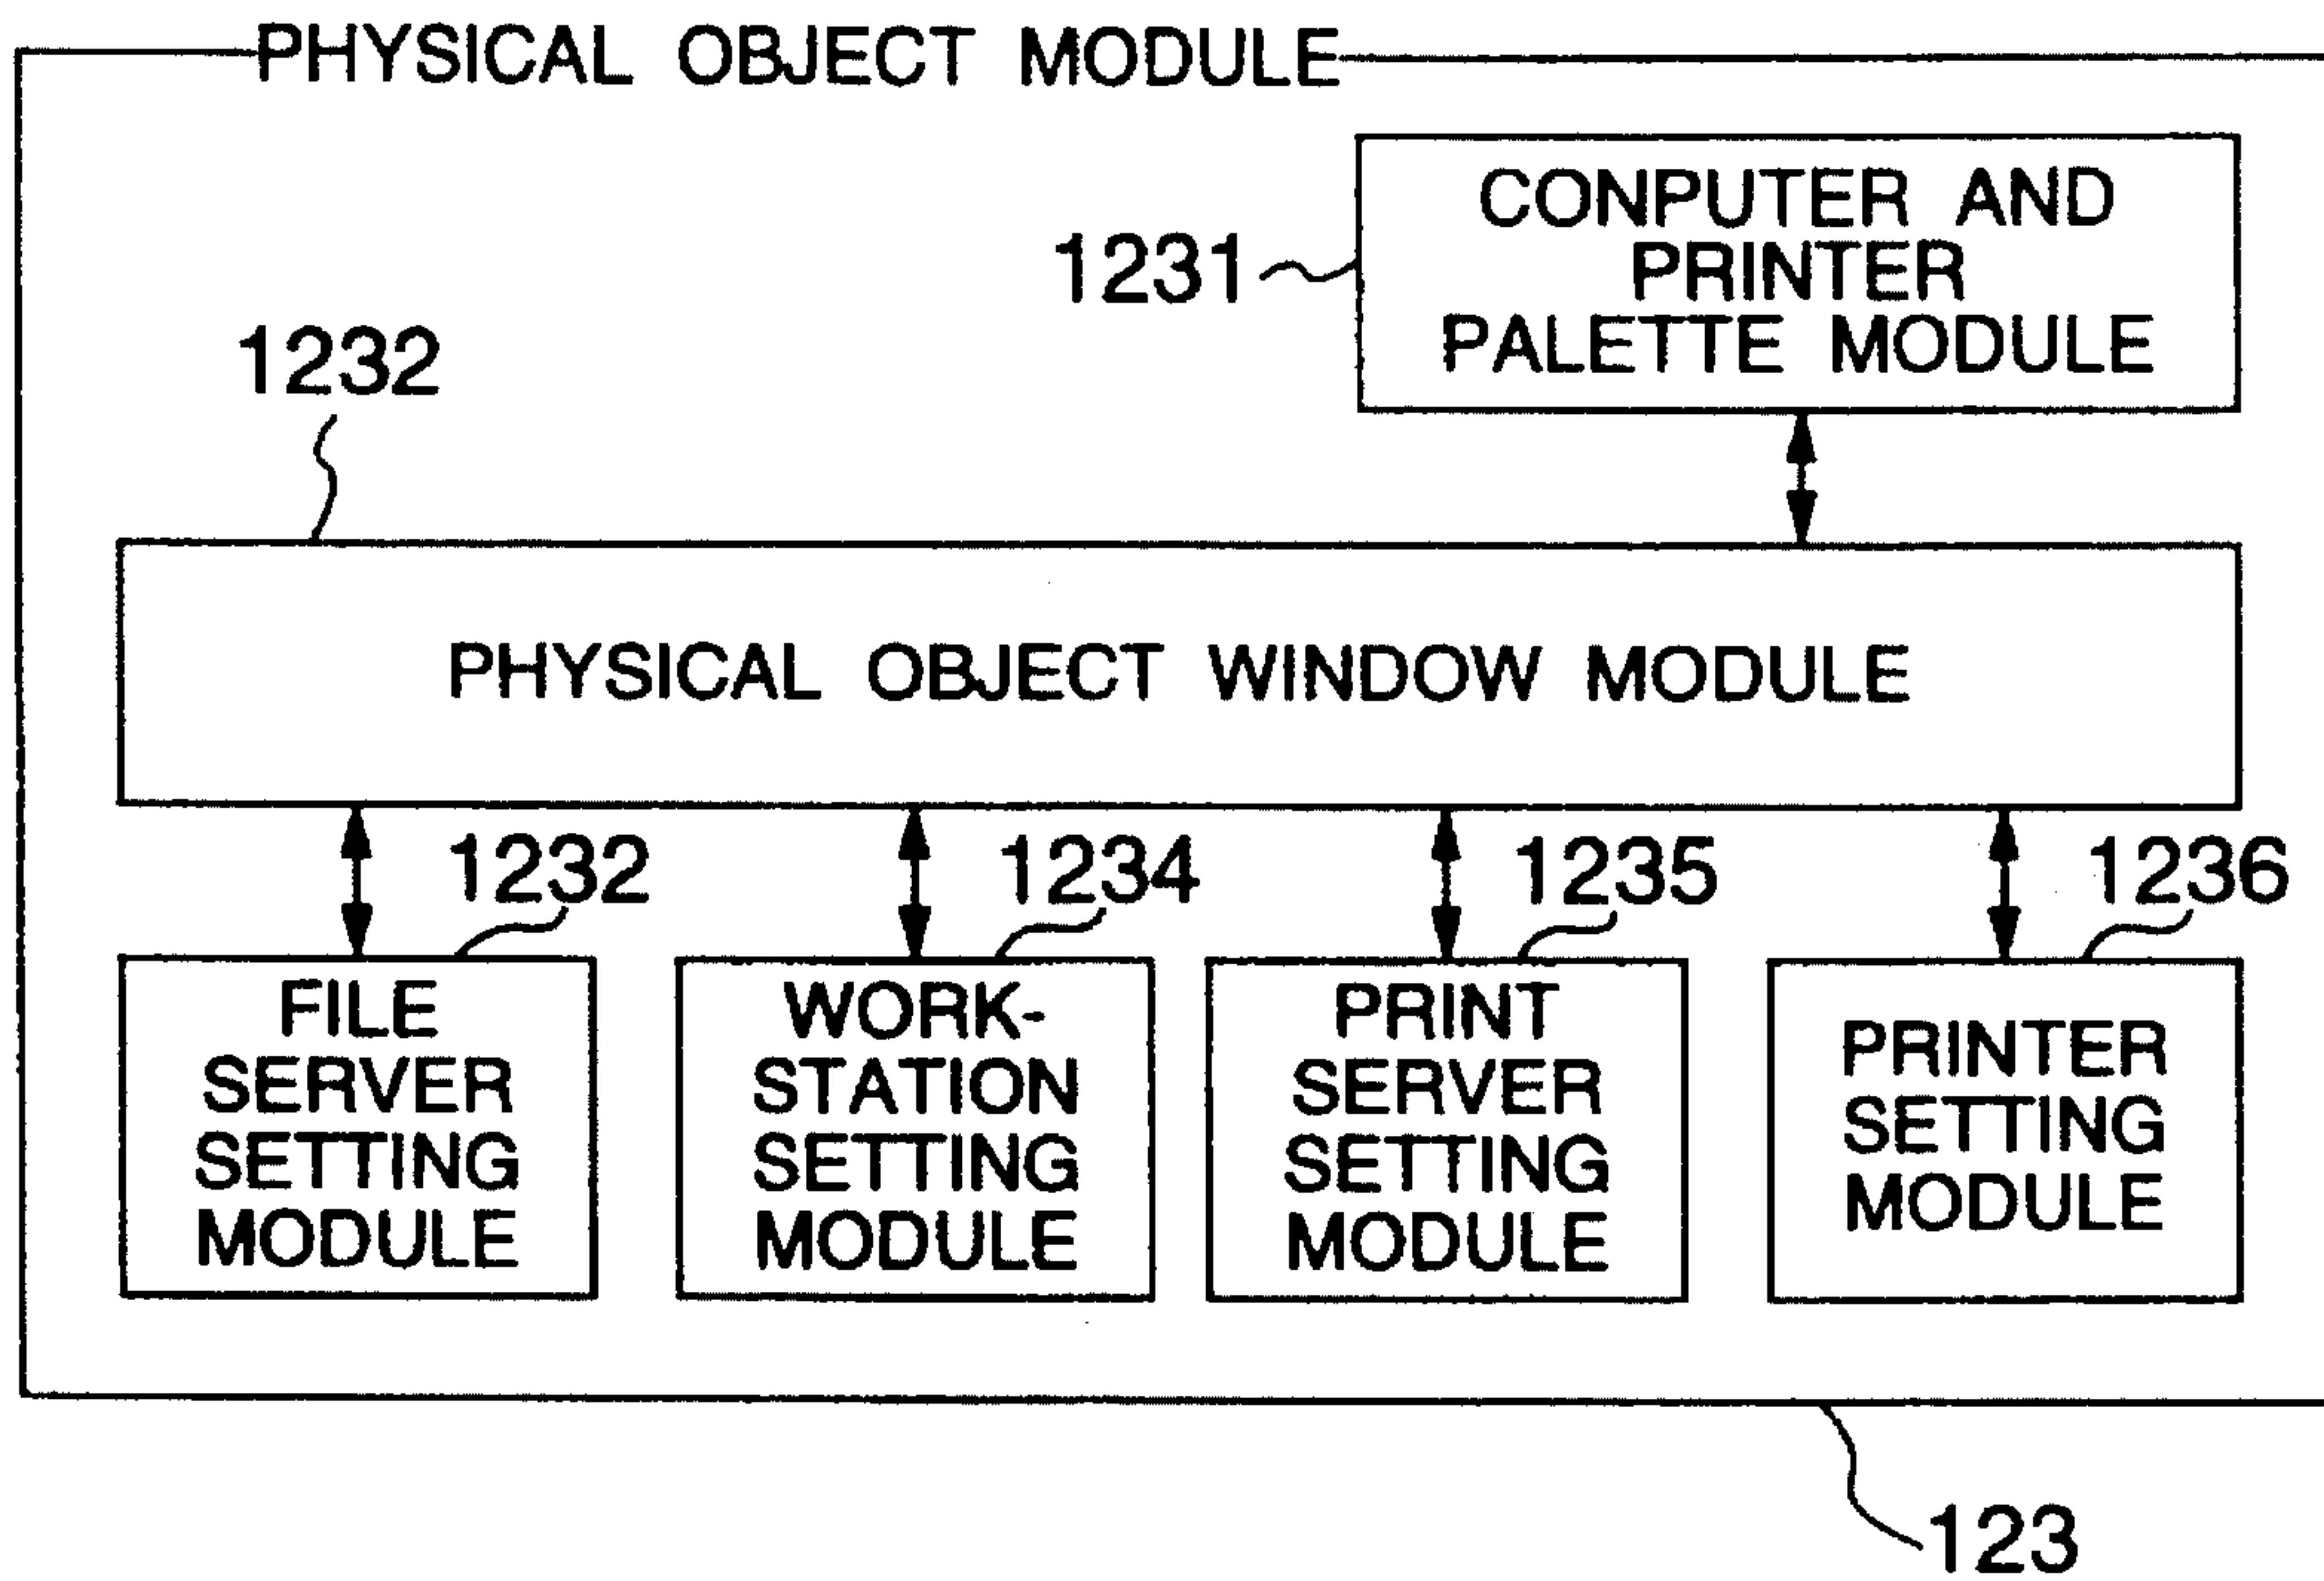 PHYSICAL OBJECT MODULE
CONPUTER AND
PRINTER
PALETTE MODULE
1231
1232
PHYSICAL OBJECT WINDOW MODULE
1232
1234
1235
1236
FILE
SERVER
SETTING
MODULE
WORK-
STATION
SETTING
MODULE
PRINT
SERVER
SETTING
MODULE
PRINTER
SETTING
MODULE
123